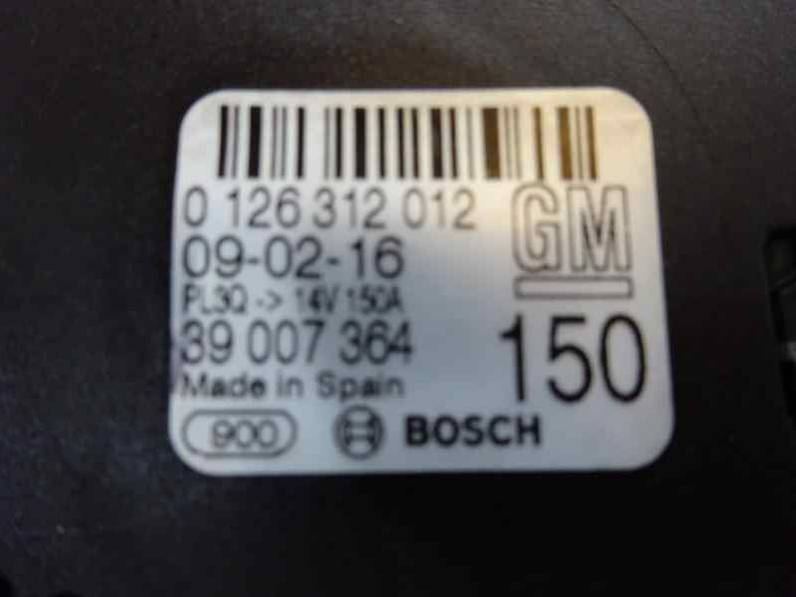 0 126 312 012
GM
09-02-16
PL3Q -> 14V 150A
39 007 364
150
Made in Spain
900
BOSCH